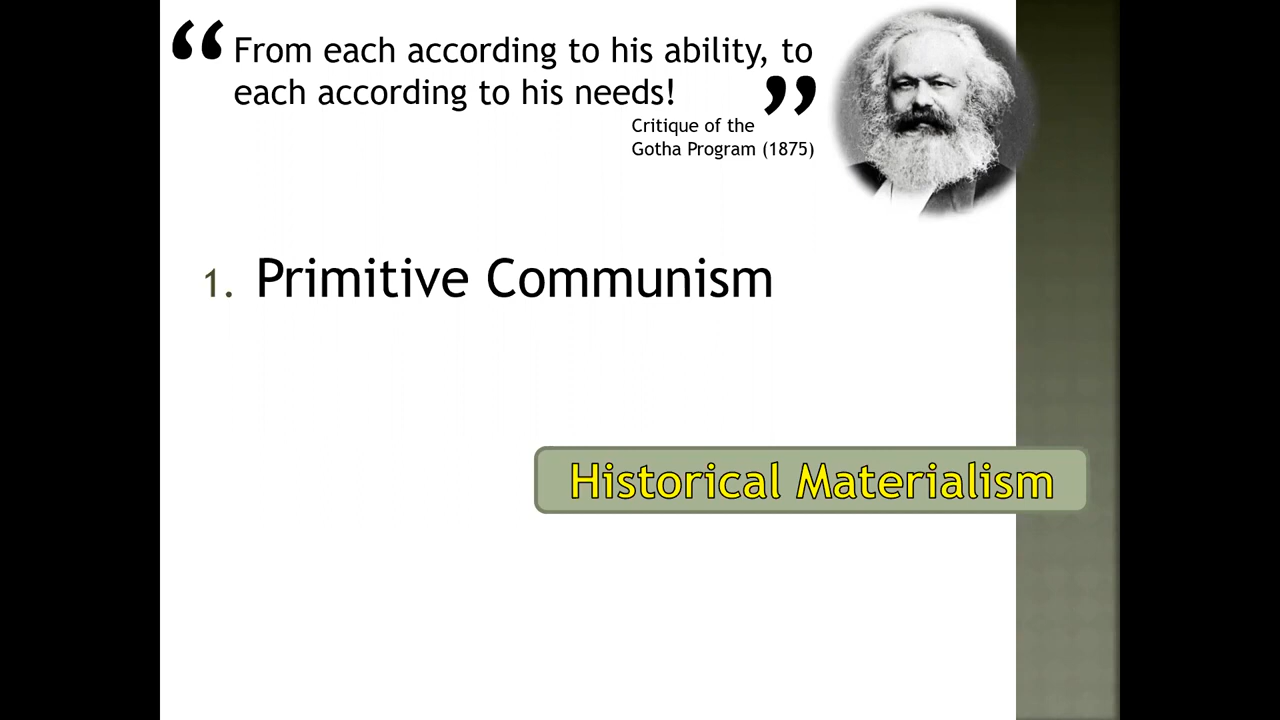 “From each according to his ability, to
each according to his needs!”
Critique of the
Gotha Program (1875)
1. Primitive Communism
Historical Materialism